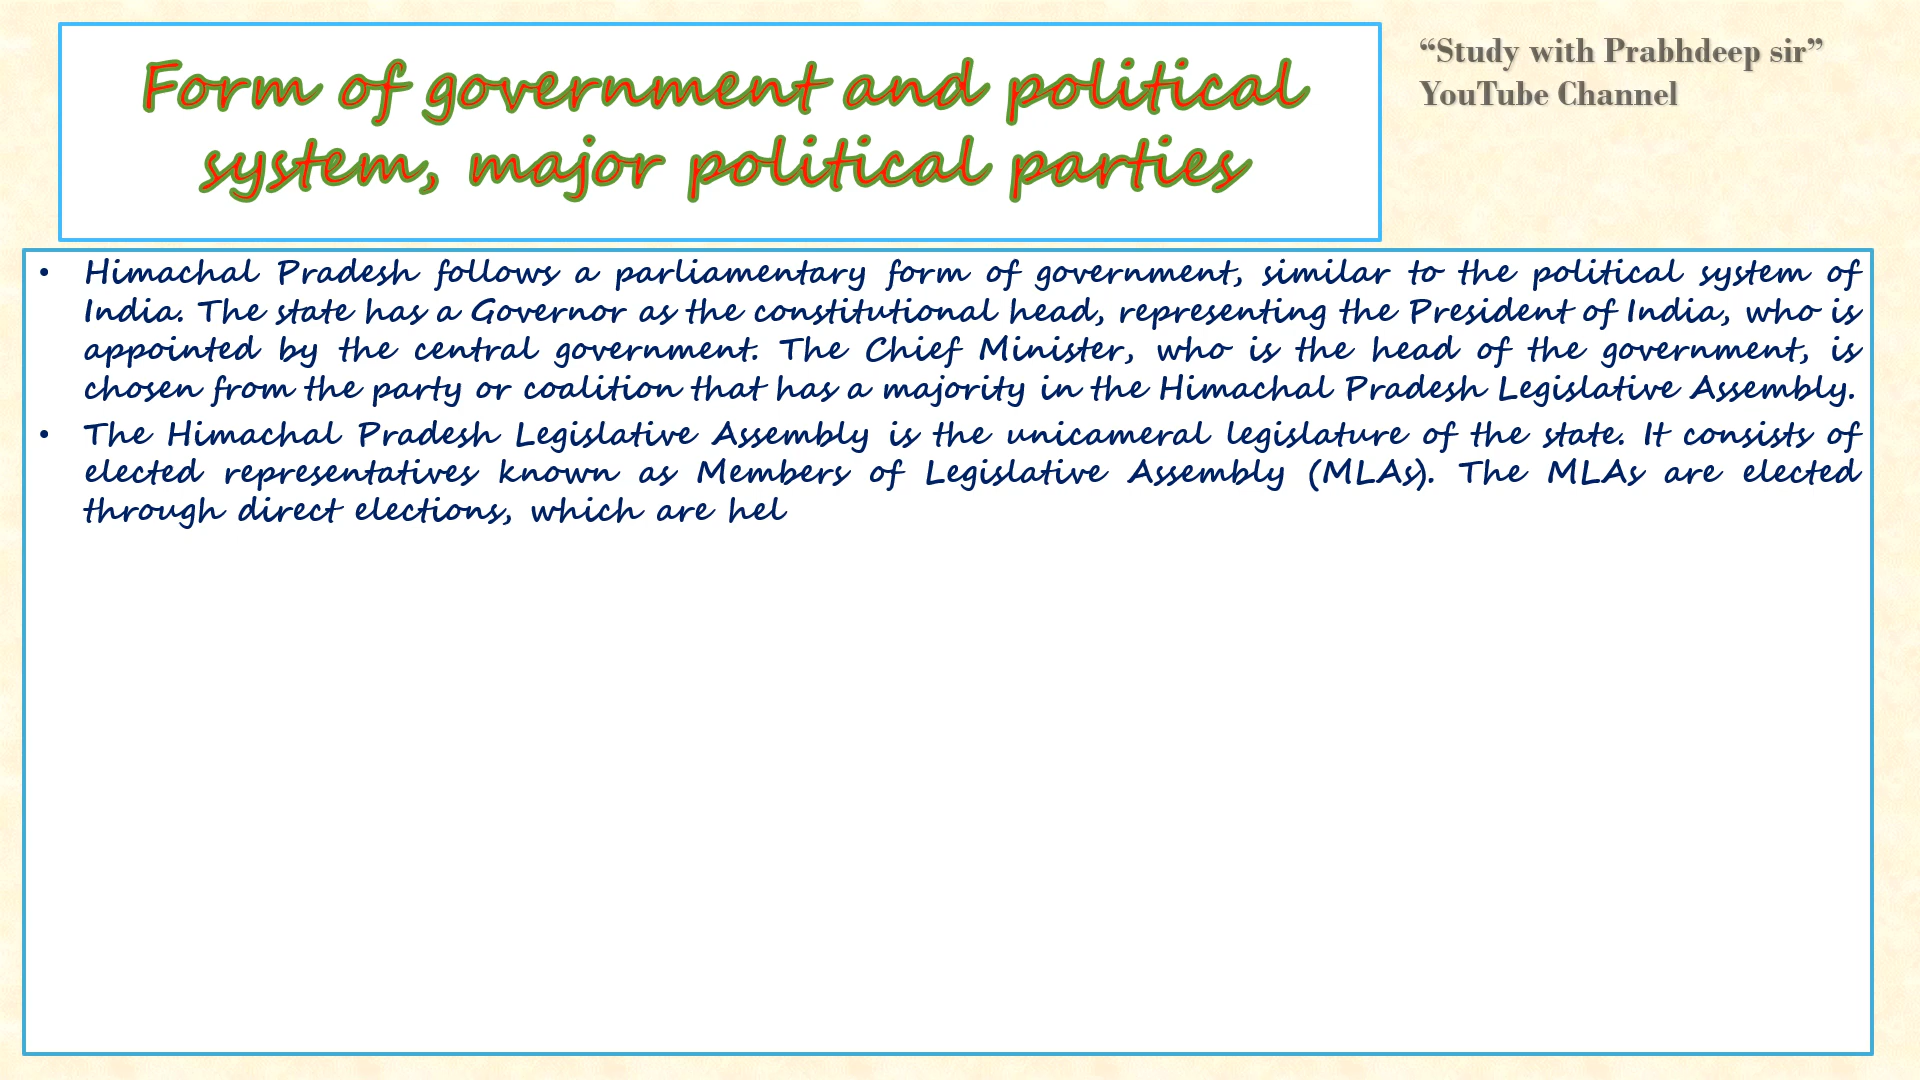 Form of government and political
system, major political parties
“Study with Prabhdeep sir”
YouTube Channel
• Himachal Pradesh follows a parliamentary form of government, similar to the political system of
India. The state has a Governor as the constitutional head, representing the President of India, who is
appointed by the central government. The Chief Minister, who is the head of the government, is
chosen from the party or coalition that has a majority in the Himachal Pradesh Legislative Assembly.
• The Himachal Pradesh Legislative Assembly is the unicameral legislature of the state. It consists of
elected representatives known as Members of Legislative Assembly (MLAs). The MLAs are elected
through direct elections, which are hel